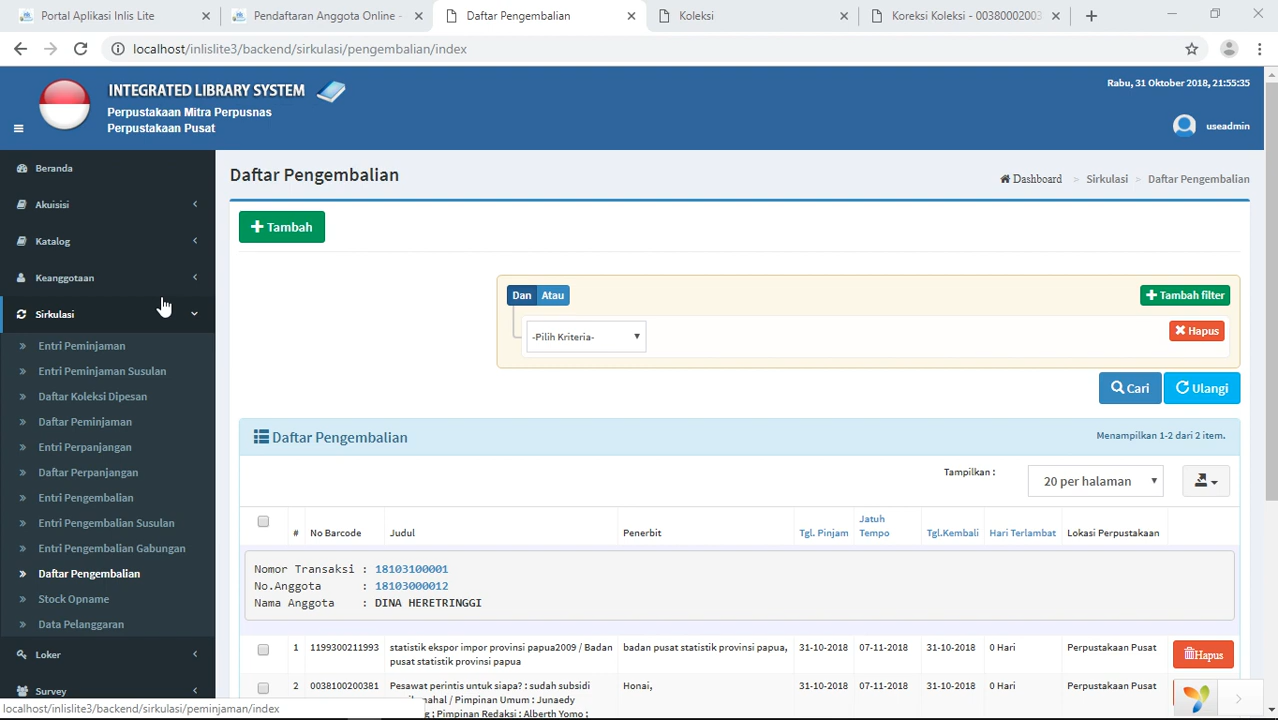 Portal Aplikasi Inlis Lite
Pendaftaran Anggota Online -
Daftar Pengembalian
Koleksi
Koreksi Koleksi - 00380002003
localhost/inlislite3/backend/sirkulasi/pengembalian/index
INTEGRATED LIBRARY SYSTEM
Perpustakaan Mitra Perpusnas
Perpustakaan Pusat
Rabu, 31 Oktober 2018, 21:55:35
useadmin
Beranda
Akuisisi
Katalog
Keanggotaan
Sirkulasi
Entri Peminjaman
Entri Peminjaman Susulan
Daftar Koleksi Dipesan
Daftar Peminjaman
Entri Perpanjangan
Daftar Perpanjangan
Entri Pengembalian
Entri Pengembalian Susulan
Entri Pengembalian Gabungan
Daftar Pengembalian
Stock Opname
Data Pelanggaran
Loker
Survey
localhost/inlislite3/backend/sirkulasi/peminjaman/index
Daftar Pengembalian
Dashboard > Sirkulasi > Daftar Pengembalian
+ Tambah
Dan Atau
+ Tambah filter
-Pilih Kriteria-
Hapus
Cari
Ulangi
Daftar Pengembalian
Menampilkan 1-2 dari 2 item.
Tampilkan :
20 per halaman
# No Barcode Judul Penerbit Tgl. Pinjam Jatuh Tempo Tgl.Kembali Hari Terlambat Lokasi Perpustakaan
Nomor Transaksi : 18103100001
No.Anggota : 18103000012
Nama Anggota : DINA HERETRINGGI
1 1199300211993 statistik ekspor impor provinsi papua2009 / Badan badan pusat statistik provinsi papua, 31-10-2018 07-11-2018 31-10-2018 0 Hari Perpustakaan Pusat Hapus
pusat statistik provinsi papua
2 0038100200381 Pesawat perintis untuk siapa? : sudah subsidi Honai, 31-10-2018 07-11-2018 31-10-2018 0 Hari Perpustakaan Pusat
mahal / Pimpinan Umum : Junaedy
; Pimpinan Redaksi : Alberth Yomo ;